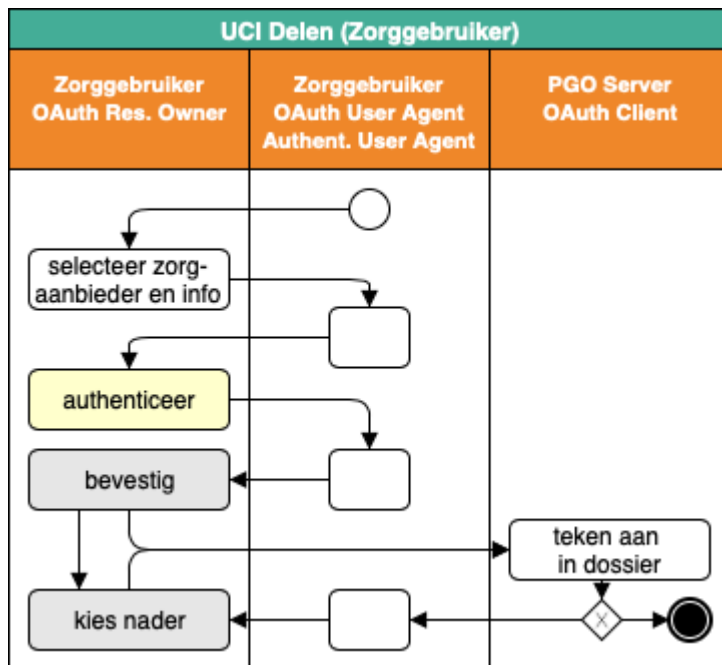 UCI Delen (Zorggebruiker)
Zorggebruiker
OAuth Res. Owner
Zorggebruiker
OAuth User Agent
Authent. User Agent
PGO Server
OAuth Client
selecteer zorg-
aanbieder en info
authenticeer
bevestig
teken aan
in dossier
kies nader
X